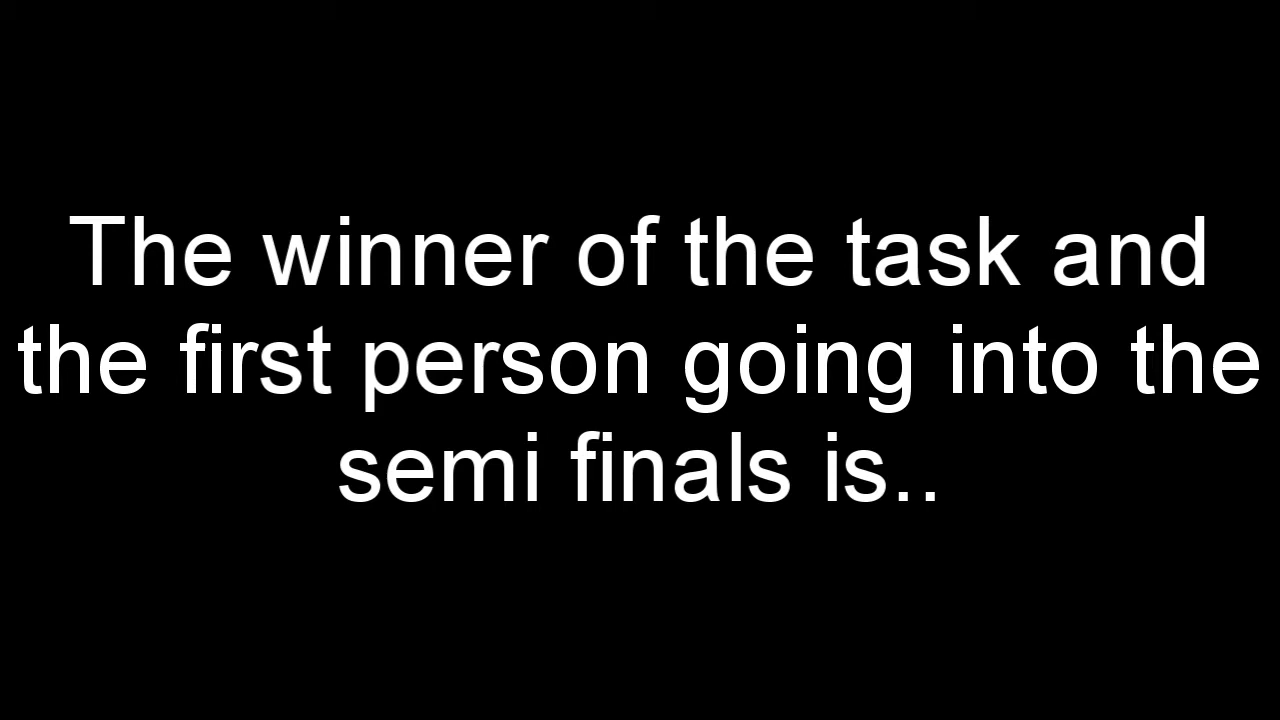 The winner of the task and
the first person going into the
semi finals is..